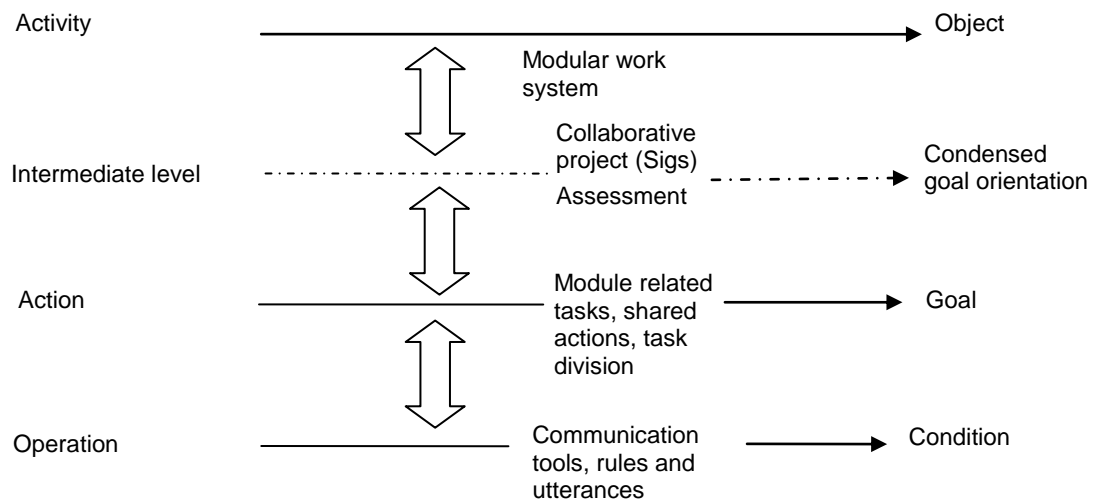 Activity
Object
Modular work
system
Collaborative
project (Sigs)
Assessment
Intermediate level
Condensed
goal orientation
Action
Module related
tasks, shared
actions, task
division
Goal
Operation
Communication
tools, rules and
utterances
Condition